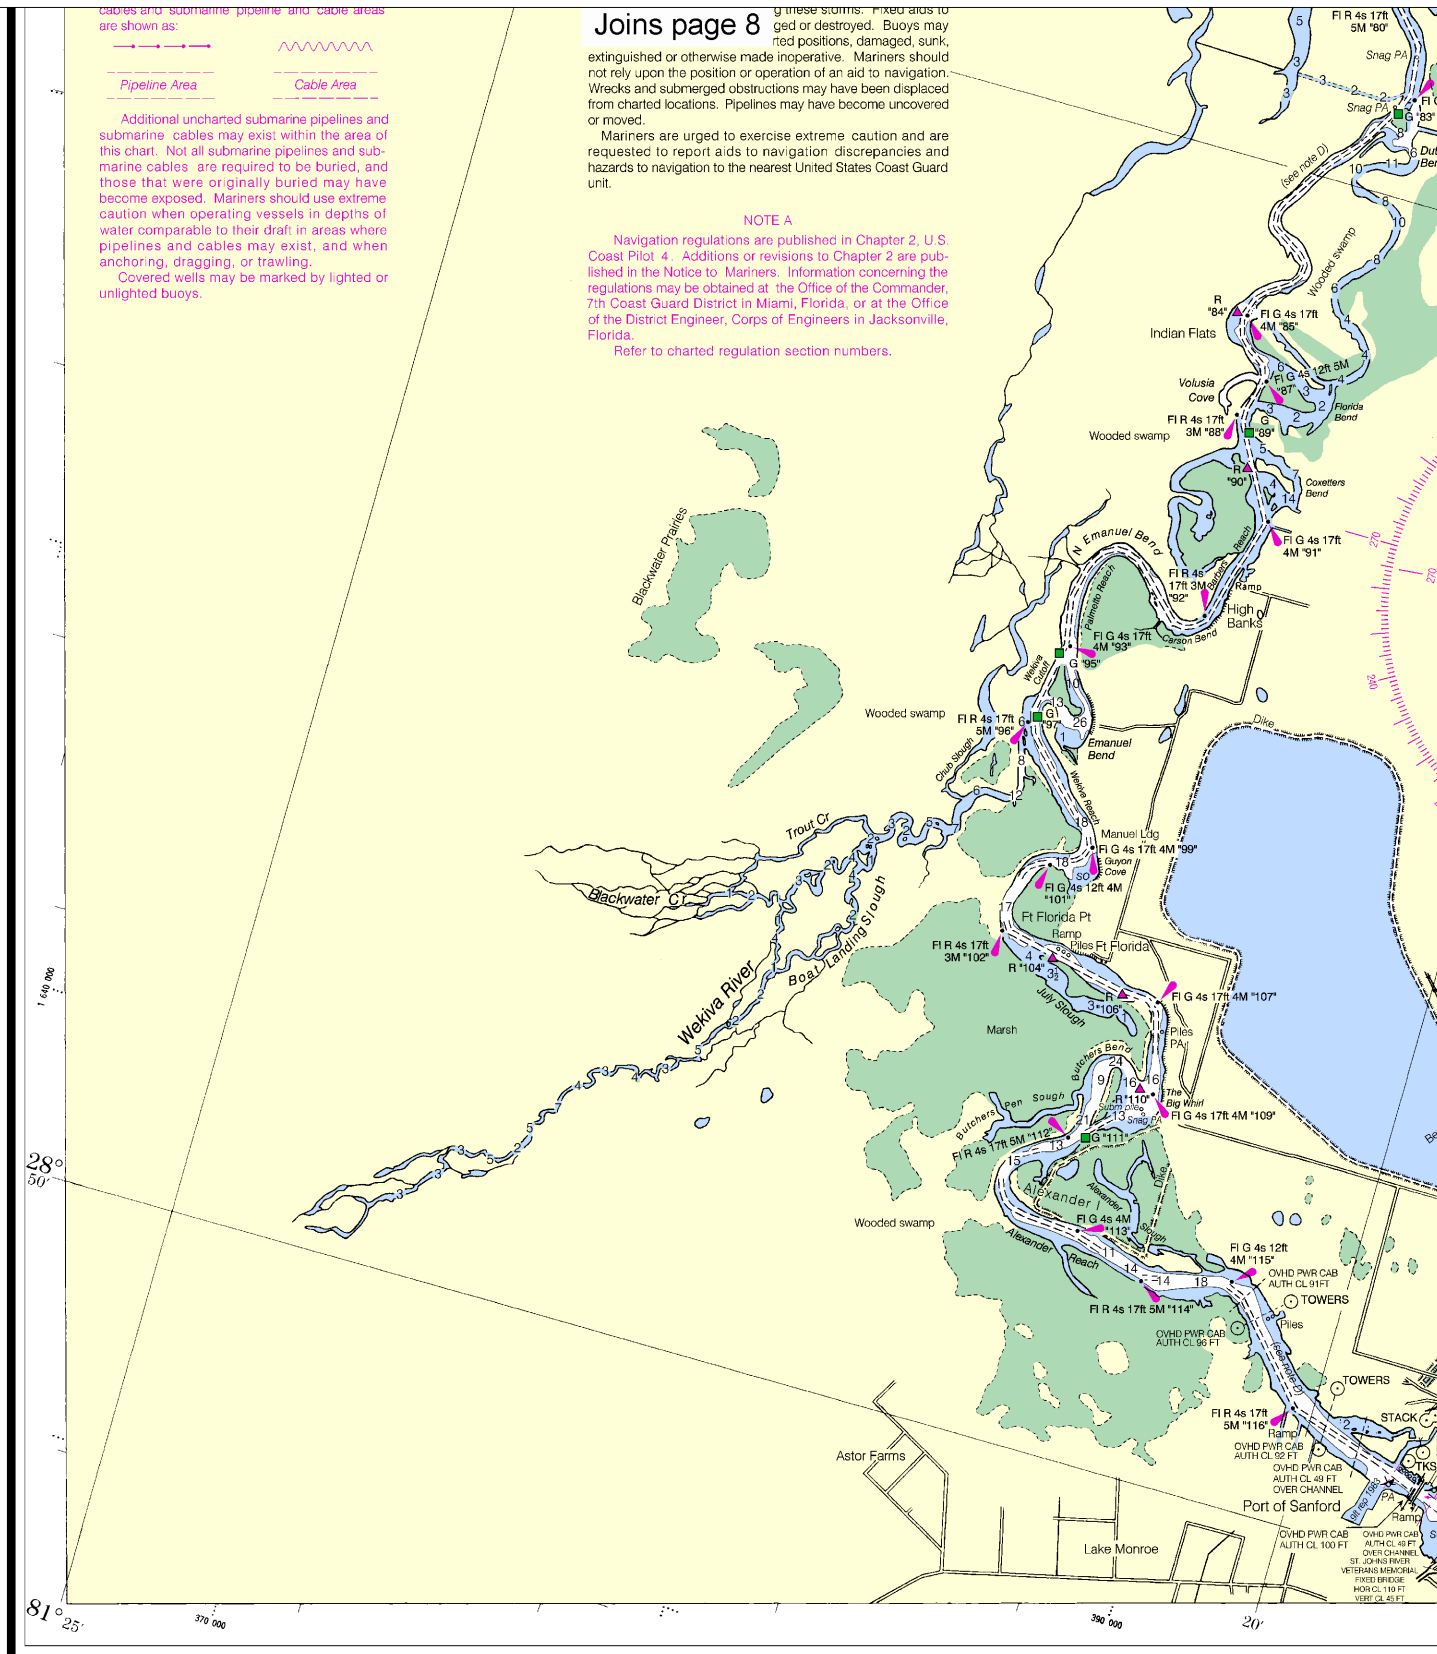 cables and submarine pipeline and cable areas
are shown as:
Pipeline Area
Cable Area
Additional uncharted submarine pipelines and
submarine cables may exist within the area of
this chart. Not all submarine pipelines and sub-
marine cables are required to be buried, and
those that were originally buried may have
become exposed. Mariners should use extreme
caution when operating vessels in depths of
water comparable to their draft in areas where
pipelines and cables may exist, and when
anchoring, dragging, or trawling.
Covered wells may be marked by lighted or
unlighted buoys.
Joins page 8
g these storms. Fixed aids to
ged or destroyed. Buoys may
rted positions, damaged, sunk,
extinguished or otherwise made inoperative. Mariners should
not rely upon the position or operation of an aid to navigation.
Wrecks and submerged obstructions may have been displaced
from charted locations. Pipelines may have become uncovered
or moved.
Mariners are urged to exercise extreme caution and are
requested to report aids to navigation discrepancies and
hazards to navigation to the nearest United States Coast Guard
unit.
NOTE A
Navigation regulations are published in Chapter 2, U.S.
Coast Pilot 4. Additions or revisions to Chapter 2 are pub-
lished in the Notice to Mariners. Information concerning the
regulations may be obtained at the Office of the Commander,
7th Coast Guard District in Miami, Florida, or at the Office
of the District Engineer, Corps of Engineers in Jacksonville,
Florida.
Refer to charted regulation section numbers.
Fl R 4s 17ft
5M "80"
Snag PA
Snag PA
G "83"
(see note D)
Wooded swamp
R
"84"
Fl G 4s 17ft
4M "85"
Indian Flats
Fl G 4s 12ft 5M
"87"
Volusia
Cove
Florida
Bend
Fl R 4s 17ft
3M "88"
G
"89"
Wooded swamp
R
"90"
Coxetters
Bend
Fl G 4s 17ft
4M "91"
270
270
240
N Emanuel Bend
Barbers Reach
Fl R 4s
17ft 3M
"92"
Ramp
High
Banks
Palmetto Reach
Carson Bend
Fl G 4s 17ft
4M "93"
G "95"
Wekiva
Cutoff
Blackwater Prairies
Wooded swamp
Fl R 4s 17ft
5M "96"
G
"97"
Emanuel
Bend
Dike
Chub Slough
Wekiva Reach
Trout Cr
Manuel Ldg
Fl G 4s 17ft 4M "99"
Guyon
Cove
Fl G 4s 12ft 4M
"101"
Blackwater Cr
Boat Landing Slough
Ft Florida Pt
Ramp
Piles
Ft Florida
Fl R 4s 17ft
3M "102"
R "104"
July Slough
R
"106"
Fl G 4s 17ft 4M "107"
Wekiva River
Marsh
Piles
PA
Butchers Bend
R "110"
The
Big Whirl
Subm pile
Snag PA
Fl G 4s 17ft 4M "109"
Butchers Pen Sough
Fl R 4s 17ft 5M "112"
G "111"
Dike
Alexander I
Alexander Slough
Fl G 4s 4M
"113"
Wooded swamp
Alexander Reach
Fl G 4s 12ft
4M "115"
Fl R 4s 17ft 5M "114"
OVHD PWR CAB
AUTH CL 91FT
TOWERS
Piles
OVHD PWR CAB
AUTH CL 96 FT
(see note D)
TOWERS
STACK
Fl R 4s 17ft
5M "116"
Ramp
OVHD PWR CAB
AUTH CL 92 FT
TKS
OVHD PWR CAB
AUTH CL 49 FT
OVER CHANNEL
PA
Ramp
Astor Farms
Port of Sanford
Lake Monroe
OVHD PWR CAB
AUTH CL 100 FT
OVHD PWR CAB
AUTH CL 49 FT
OVER CHANNEL
ST. JOHNS RIVER
VETERANS MEMORIAL
FIXED BRIDGE
HOR CL 110 FT
VERT CL 45 FT
1 640 000
28°
50'
81°
25'
370 000
390 000
20'